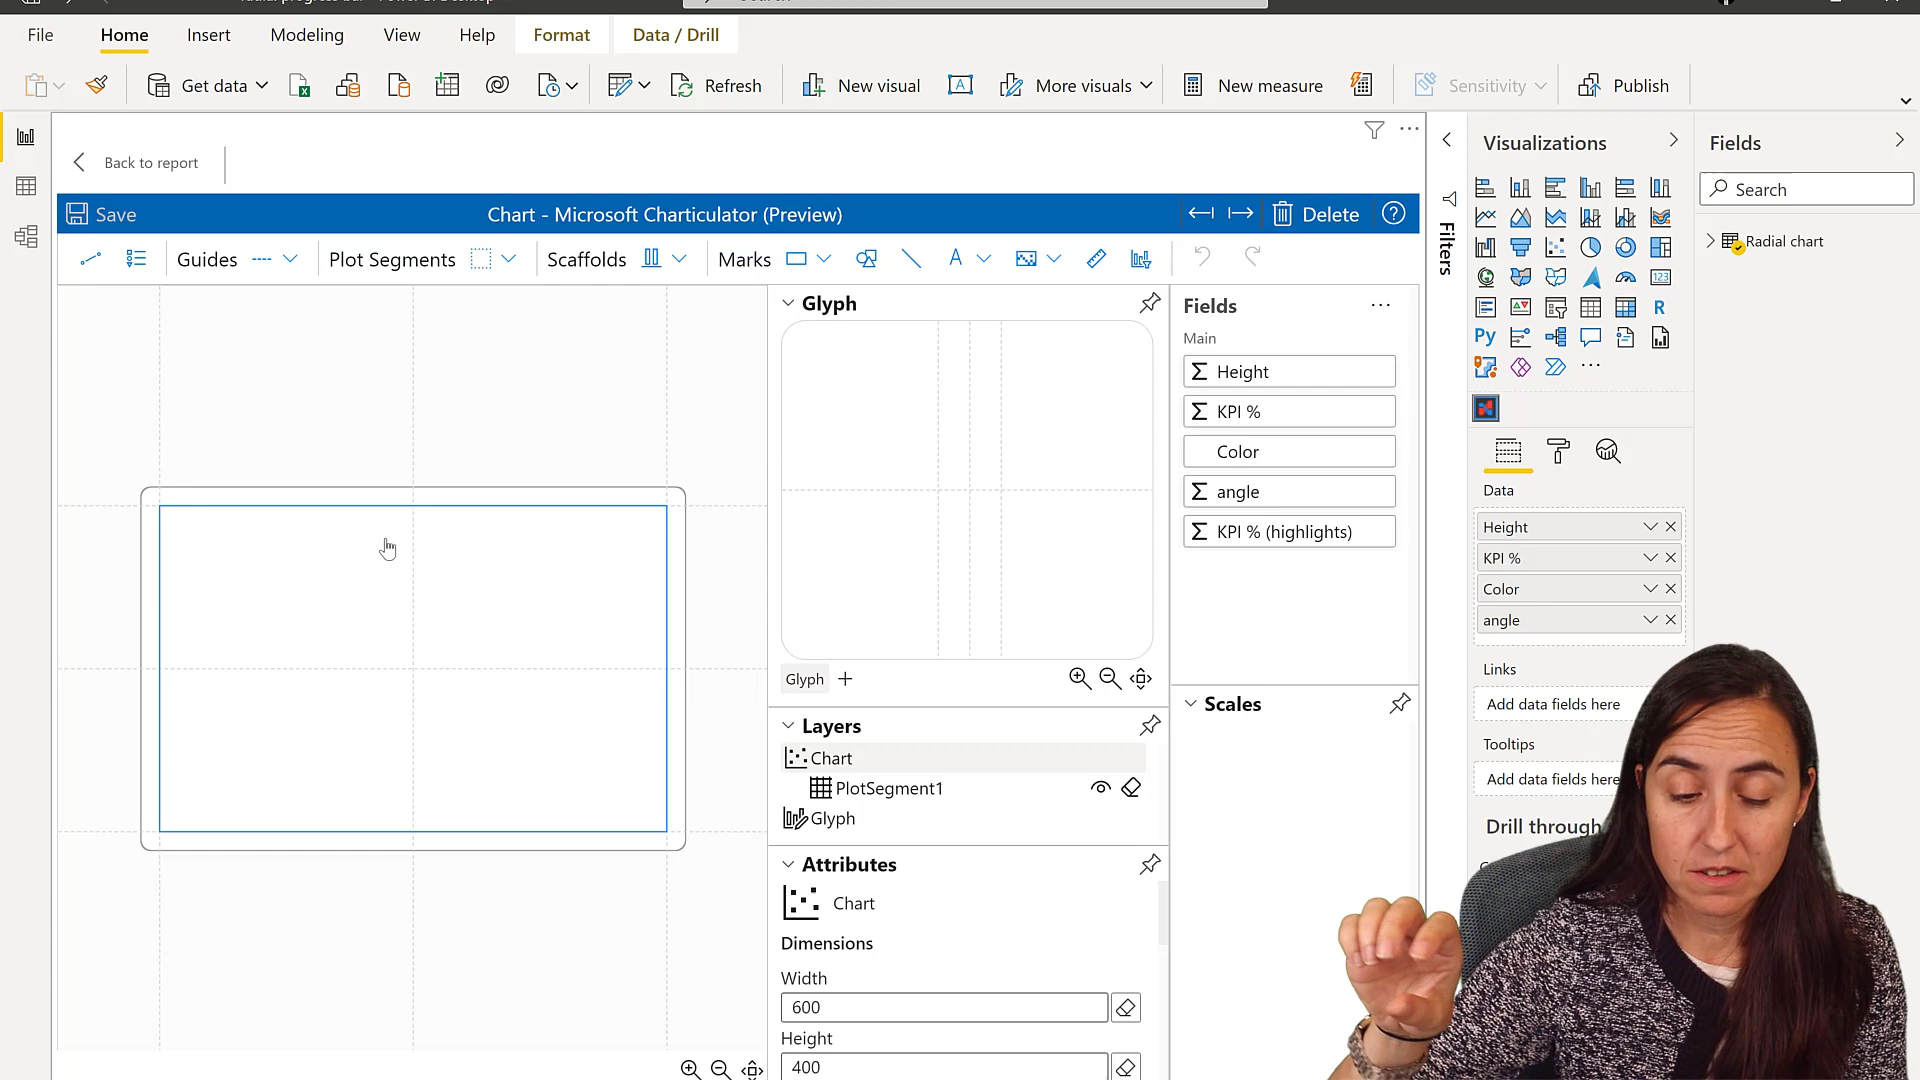 File
Home
Insert
Modeling
View
Help
Format
Data / Drill
Get data
Refresh
New visual
More visuals
New measure
Sensitivity
Publish
Back to report
Save
Chart - Microsoft Charticulator (Preview)
Delete
Guides
Plot Segments
Scaffolds
Marks
Glyph
Glyph
Layers
Chart
PlotSegment1
Glyph
Attributes
Chart
Dimensions
Width
600
Height
400
Fields
Main
Height
KPI %
Color
angle
KPI % (highlights)
Scales
Filters
Visualizations
123
R
Py
Data
Height
KPI %
Color
angle
Links
Add data fields here
Tooltips
Add data fields here
Drill through
Fields
Search
Radial chart